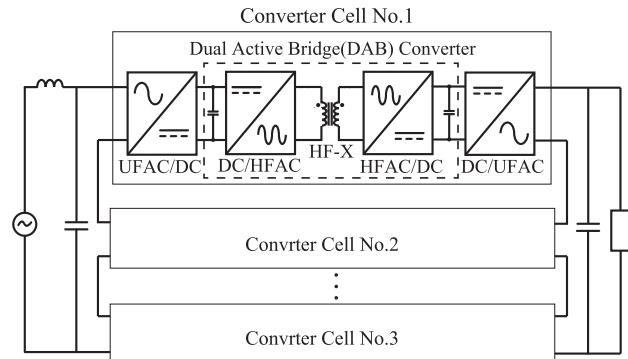 Converter Cell No.1
Dual Active Bridge(DAB) Converter
UFAC/DC
DC/HFAC
HF-X
HFAC/DC
DC/UFAC
Convrter Cell No.2
Convrter Cell No.3